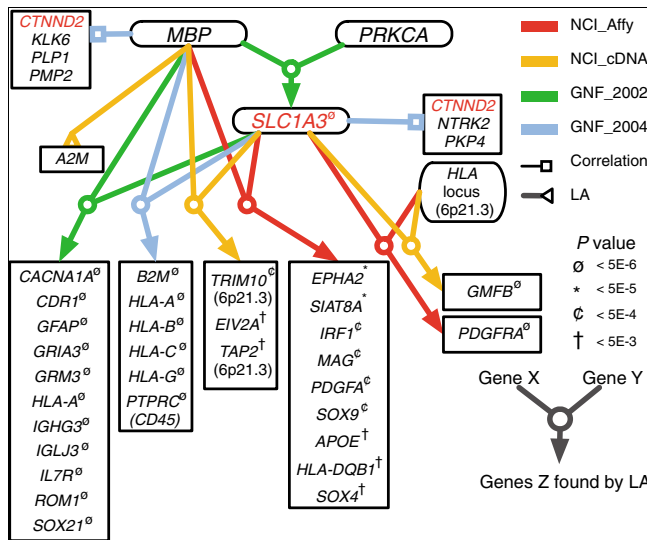 CTNND2
KLK6
PLP1
PMP2
MBP
PRKCA
NCI_Affy
NCI_cDNA
GNF_2002
GNF_2004
Correlation
LA
SLC1A3ø
CTNND2
NTRK2
PKP4
A2M
HLA
locus
(6p21.3)
P value
ø < 5E-6
* < 5E-5
¢ < 5E-4
† < 5E-3
CACNA1Aø
CDR1ø
GFAPø
GRIA3ø
GRM3ø
HLA-Aø
IGHG3ø
IGLJ3ø
IL7Rø
ROM1ø
SOX21ø
B2Mø
HLA-Aø
HLA-Bø
HLA-Cø
HLA-Gø
PTPRCø
(CD45)
TRIM10¢
(6p21.3)
EIV2A†
TAP2†
(6p21.3)
EPHA2*
SIAT8A*
IRF1¢
MAG¢
PDGFA¢
SOX9¢
APOE†
HLA-DQB1†
SOX4†
GMFBø
PDGFRAø
Gene X Gene Y
Genes Z found by LA